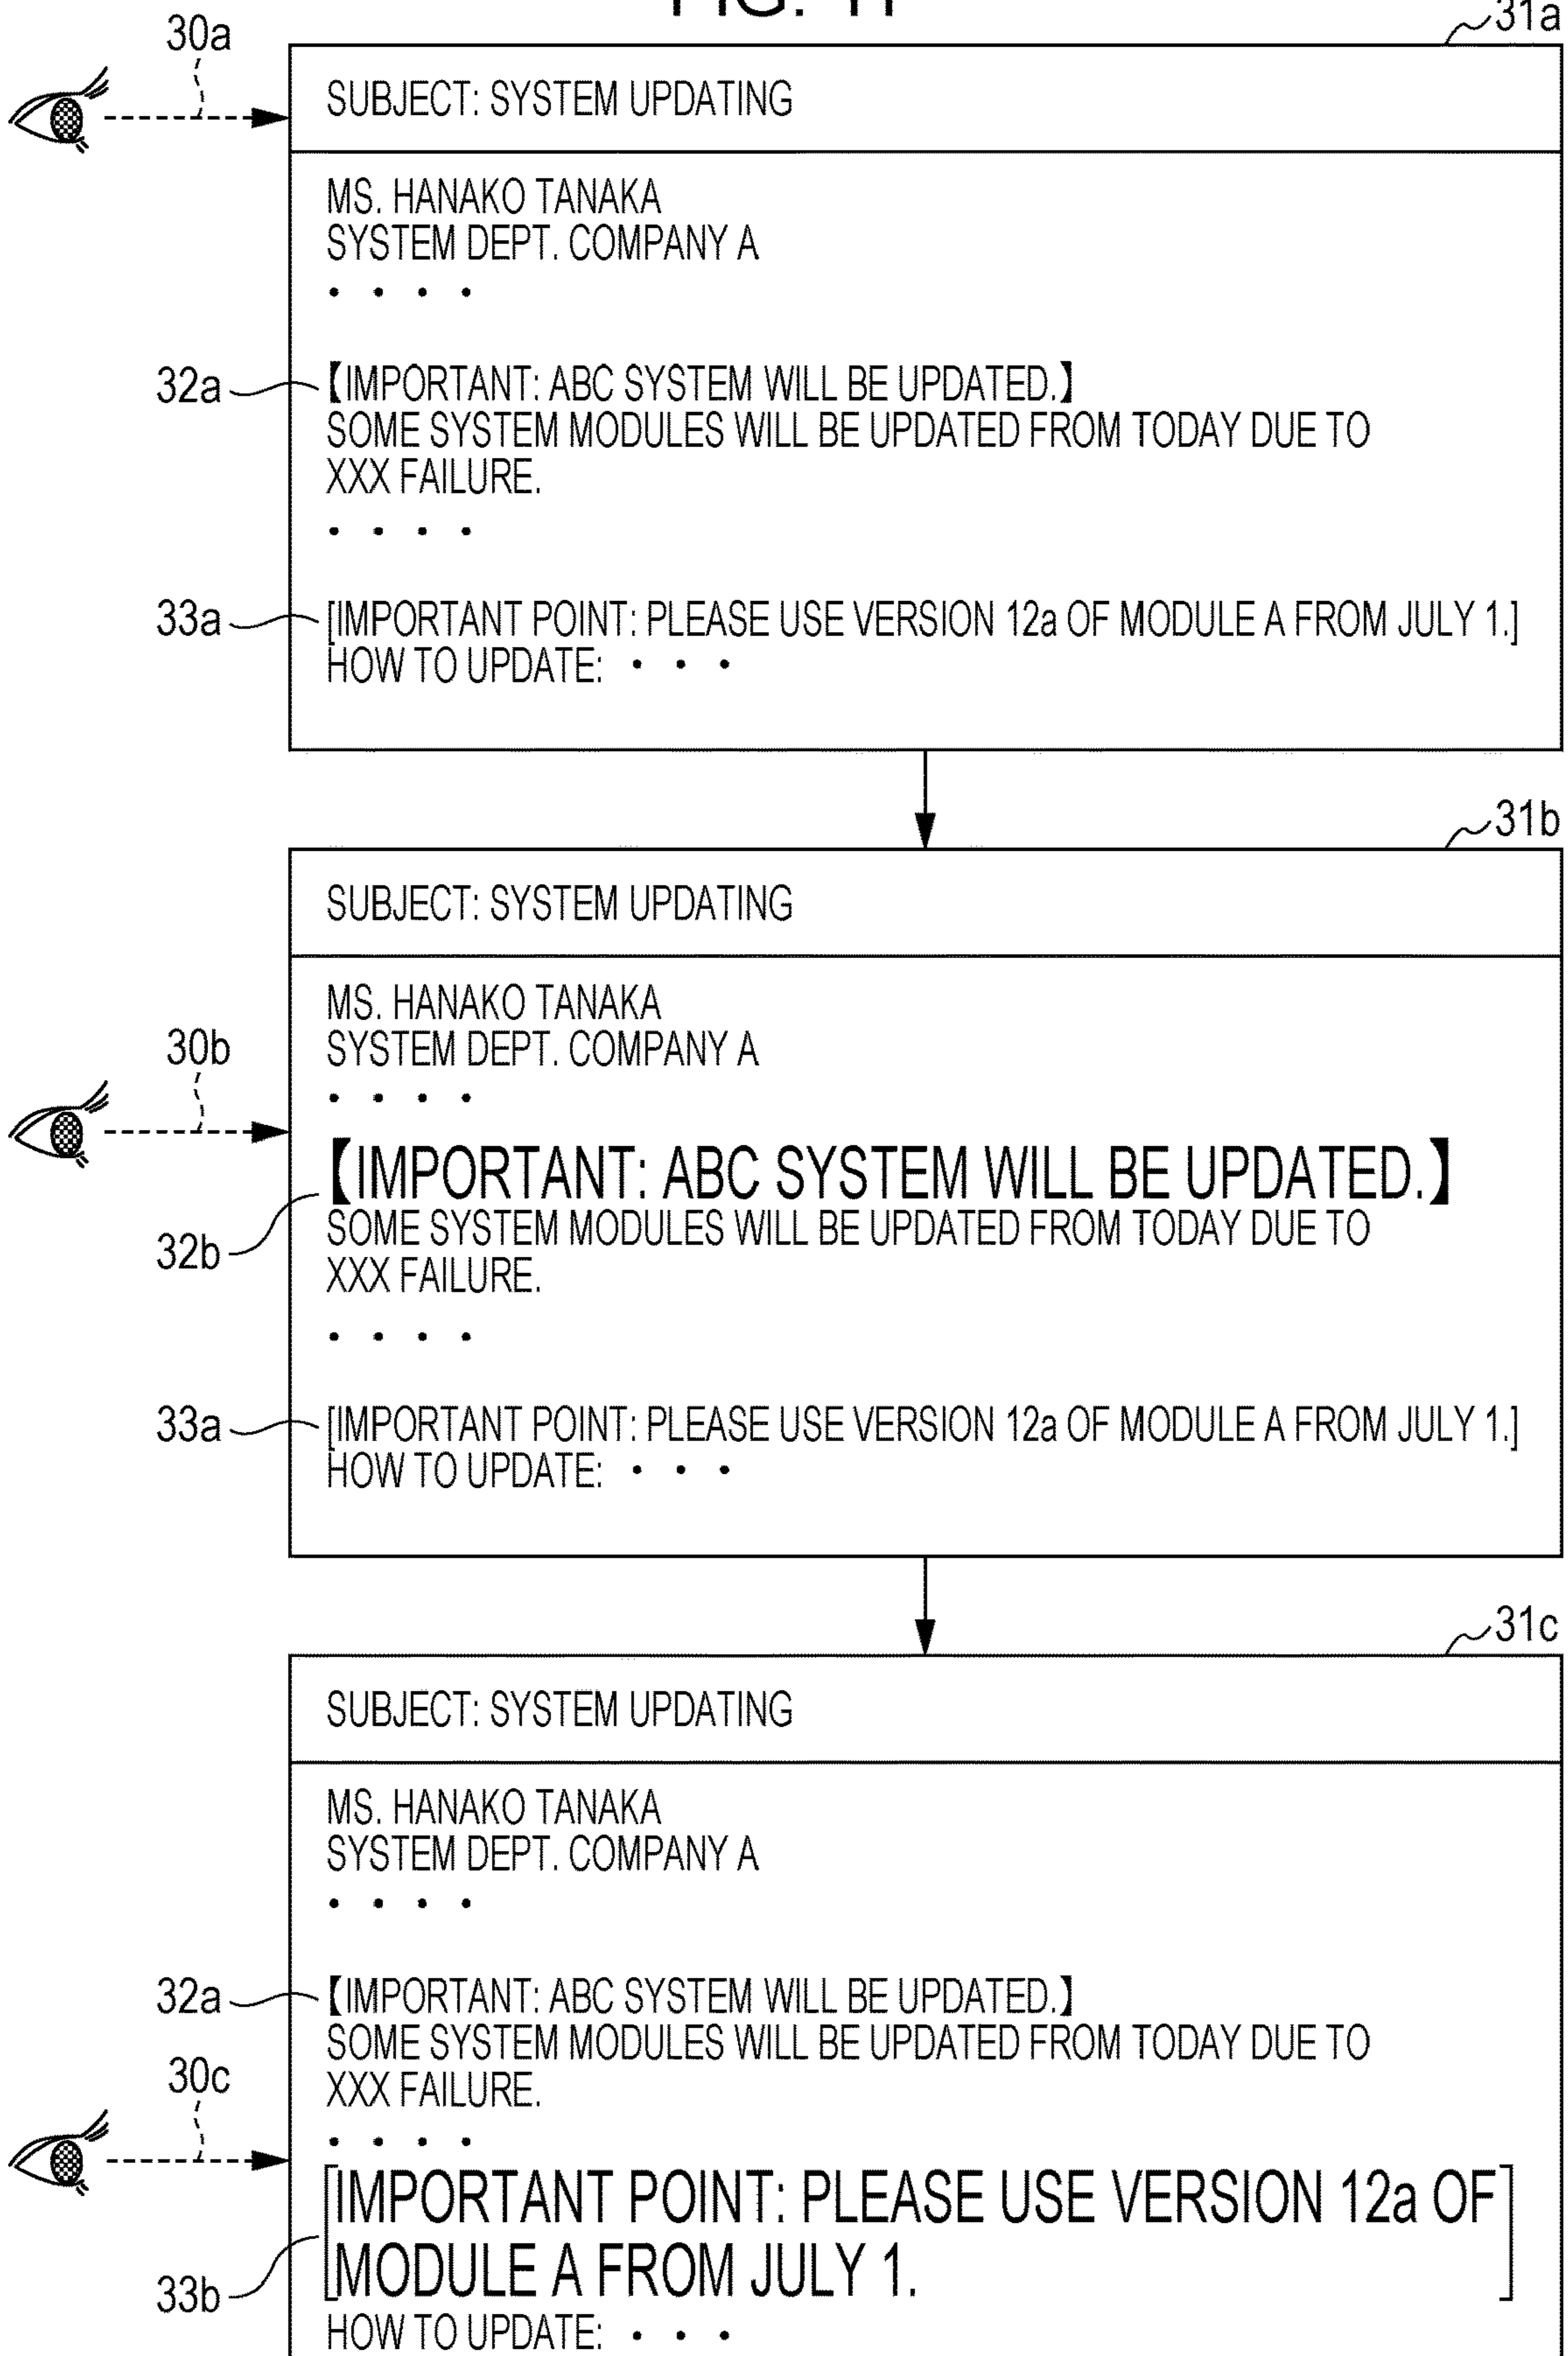 FIG. 11
30a
31a
SUBJECT: SYSTEM UPDATING
MS. HANAKO TANAKA
SYSTEM DEPT. COMPANY A
・・・・
32a
【IMPORTANT: ABC SYSTEM WILL BE UPDATED.】
SOME SYSTEM MODULES WILL BE UPDATED FROM TODAY DUE TO
XXX FAILURE.
・・・・
33a
[IMPORTANT POINT: PLEASE USE VERSION 12a OF MODULE A FROM JULY 1.]
HOW TO UPDATE: ・・・
31b
SUBJECT: SYSTEM UPDATING
MS. HANAKO TANAKA
SYSTEM DEPT. COMPANY A
30b
・・・・
【IMPORTANT: ABC SYSTEM WILL BE UPDATED.】
32b
SOME SYSTEM MODULES WILL BE UPDATED FROM TODAY DUE TO
XXX FAILURE.
・・・・
33a
[IMPORTANT POINT: PLEASE USE VERSION 12a OF MODULE A FROM JULY 1.]
HOW TO UPDATE: ・・・
31c
SUBJECT: SYSTEM UPDATING
MS. HANAKO TANAKA
SYSTEM DEPT. COMPANY A
・・・・
32a
【IMPORTANT: ABC SYSTEM WILL BE UPDATED.】
SOME SYSTEM MODULES WILL BE UPDATED FROM TODAY DUE TO
XXX FAILURE.
30c
・・・・
[IMPORTANT POINT: PLEASE USE VERSION 12a OF
MODULE A FROM JULY 1.]
33b
HOW TO UPDATE: ・・・